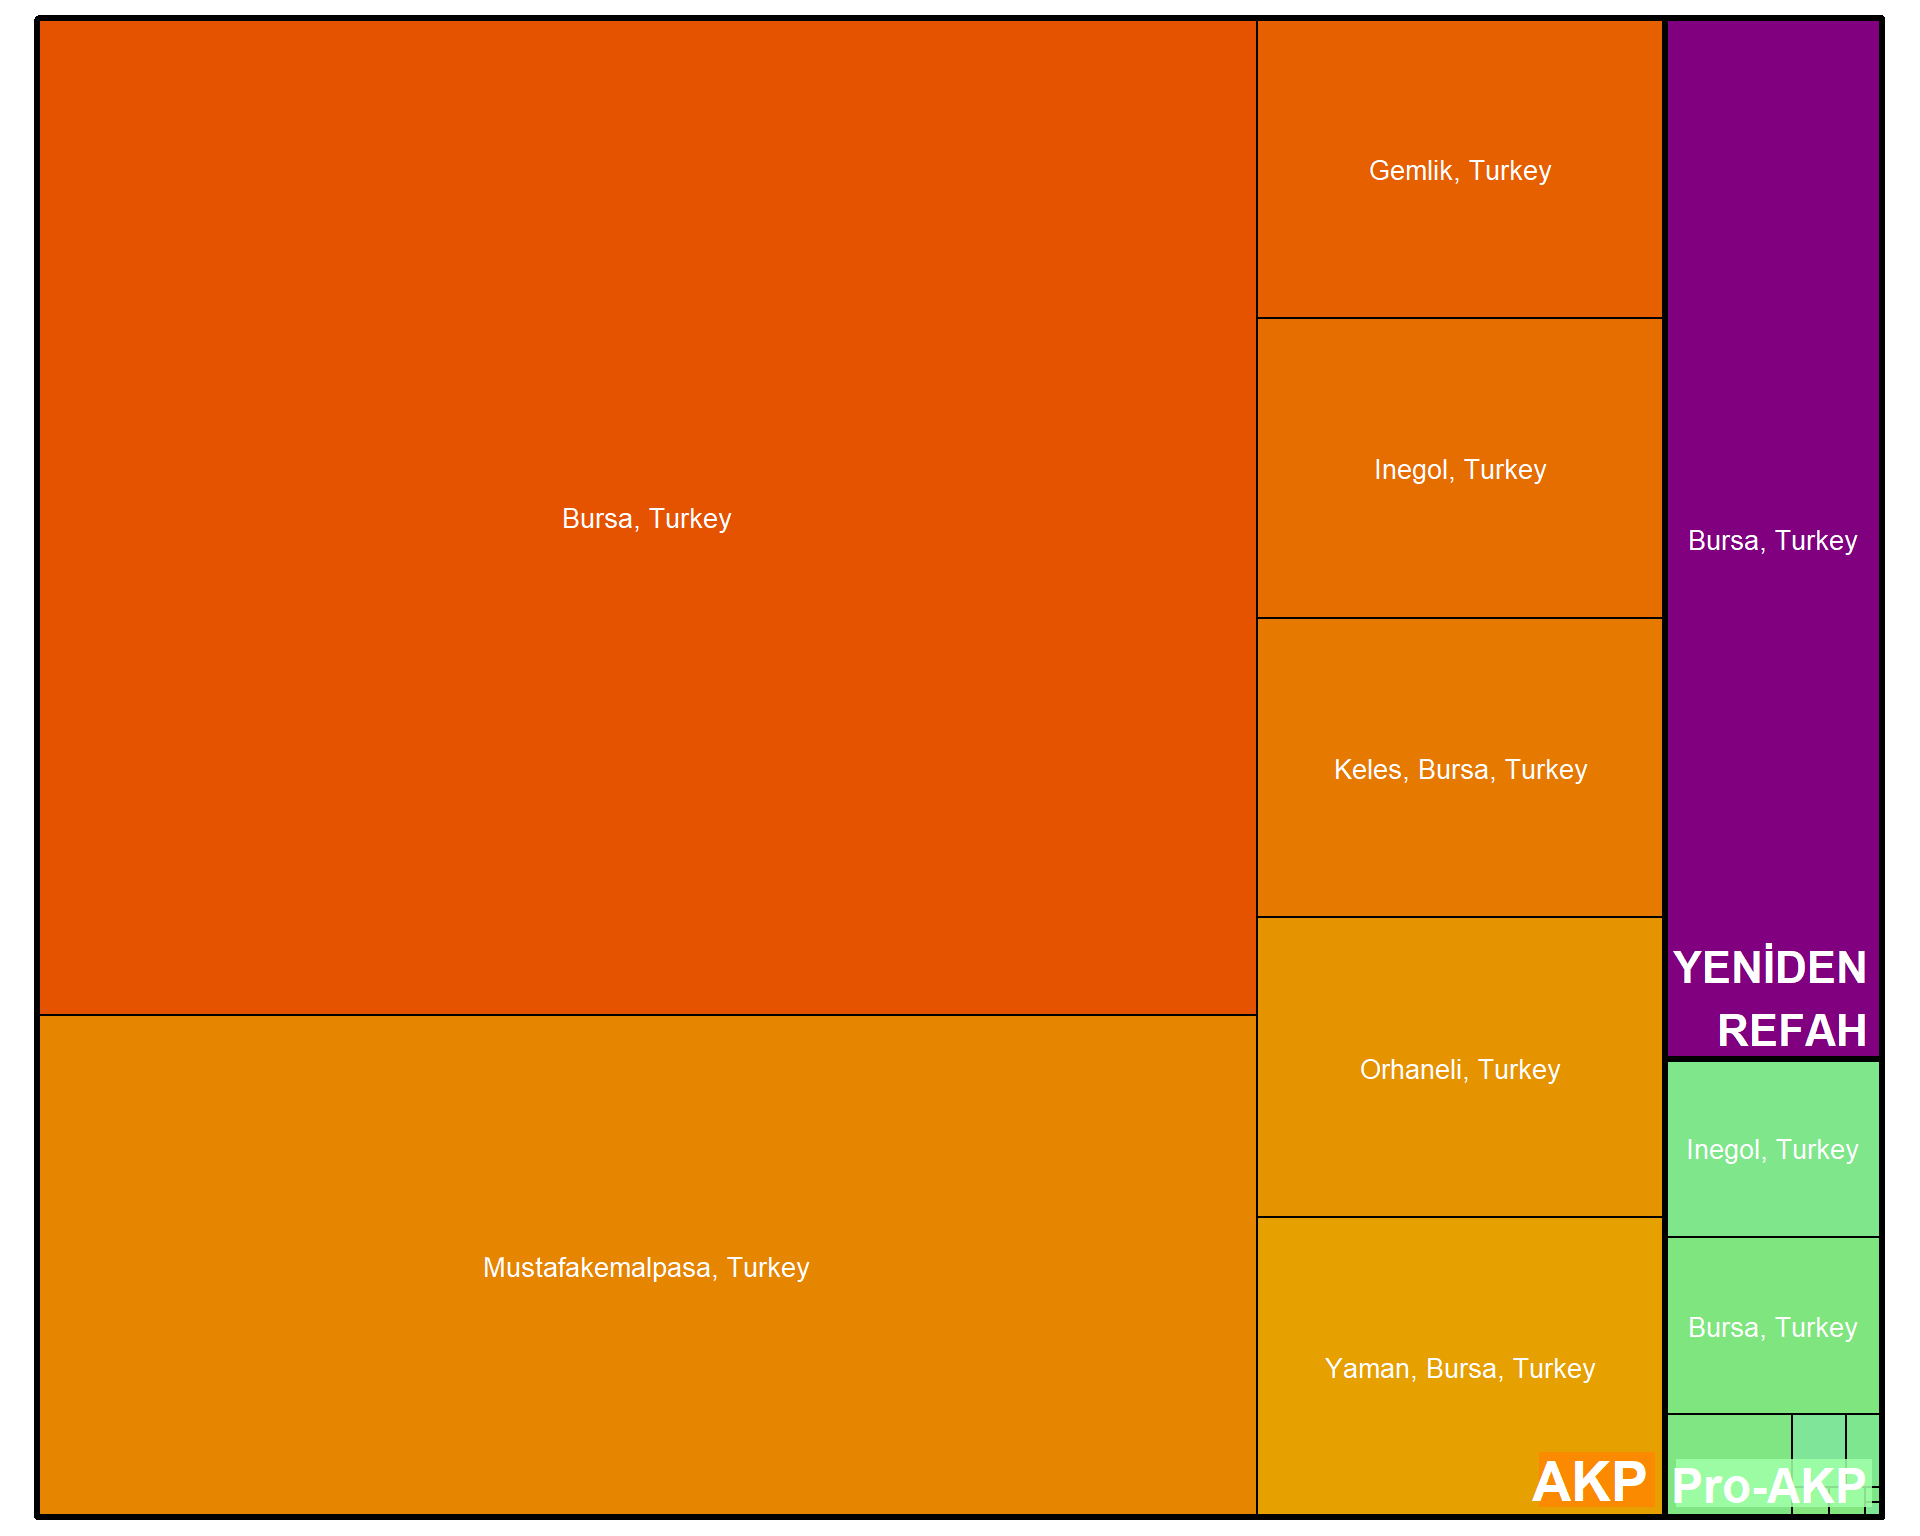 Bursa, Turkey
Mustafakemalpasa, Turkey
Gemlik, Turkey
Inegol, Turkey
Keles, Bursa, Turkey
Orhaneli, Turkey
Yaman, Bursa, Turkey
AKP
Bursa, Turkey
YENİDEN
REFAH
Inegol, Turkey
Bursa, Turkey
Pro-AKP